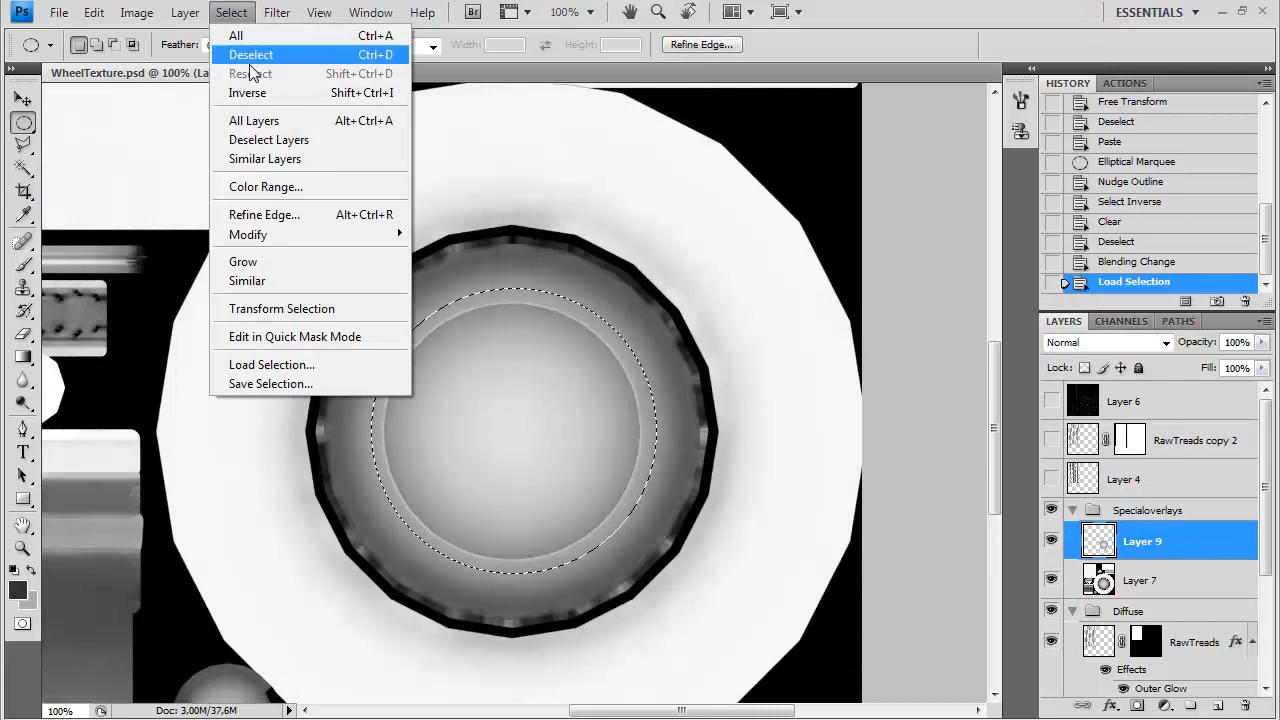 Ps File Edit Image Layer Select Filter View Window Help Br 100% ESSENTIALS
Feather: Width: Height: Refine Edge...
All Ctrl+A
Deselect Ctrl+D
Reselect Shift+Ctrl+D
Inverse Shift+Ctrl+I
All Layers Alt+Ctrl+A
Deselect Layers
Similar Layers
Color Range...
Refine Edge... Alt+Ctrl+R
Modify
Grow
Similar
Transform Selection
Edit in Quick Mask Mode
Load Selection...
Save Selection...
WheelTexture.psd @ 100% (La
HISTORY ACTIONS
Free Transform
Deselect
Paste
Elliptical Marquee
Nudge Outline
Select Inverse
Clear
Deselect
Blending Change
Load Selection
LAYERS CHANNELS PATHS
Normal Opacity: 100%
Lock: Fill: 100%
Layer 6
RawTreads copy 2
Layer 4
Specialoverlays
Layer 9
Layer 7
Diffuse
RawTreads fx
Effects
Outer Glow
T
100% Doc: 3,00M/37,6M
fx.